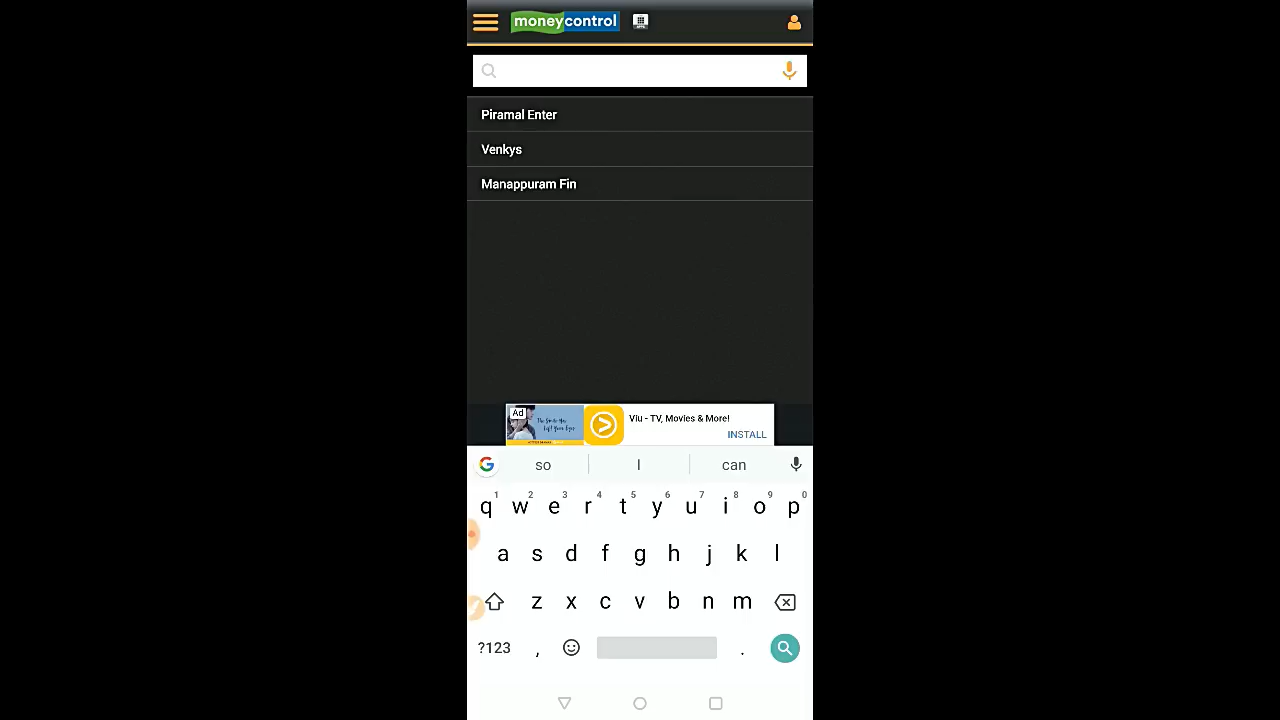 moneycontrol
Piramal Enter
Venkys
Manappuram Fin
Ad
Viu - TV, Movies & More!
INSTALL
so I can
1 2 3 4 5 6 7 8 9 0
q w e r t y u i o p
a s d f g h j k l
z x c v b n m
?123 , .